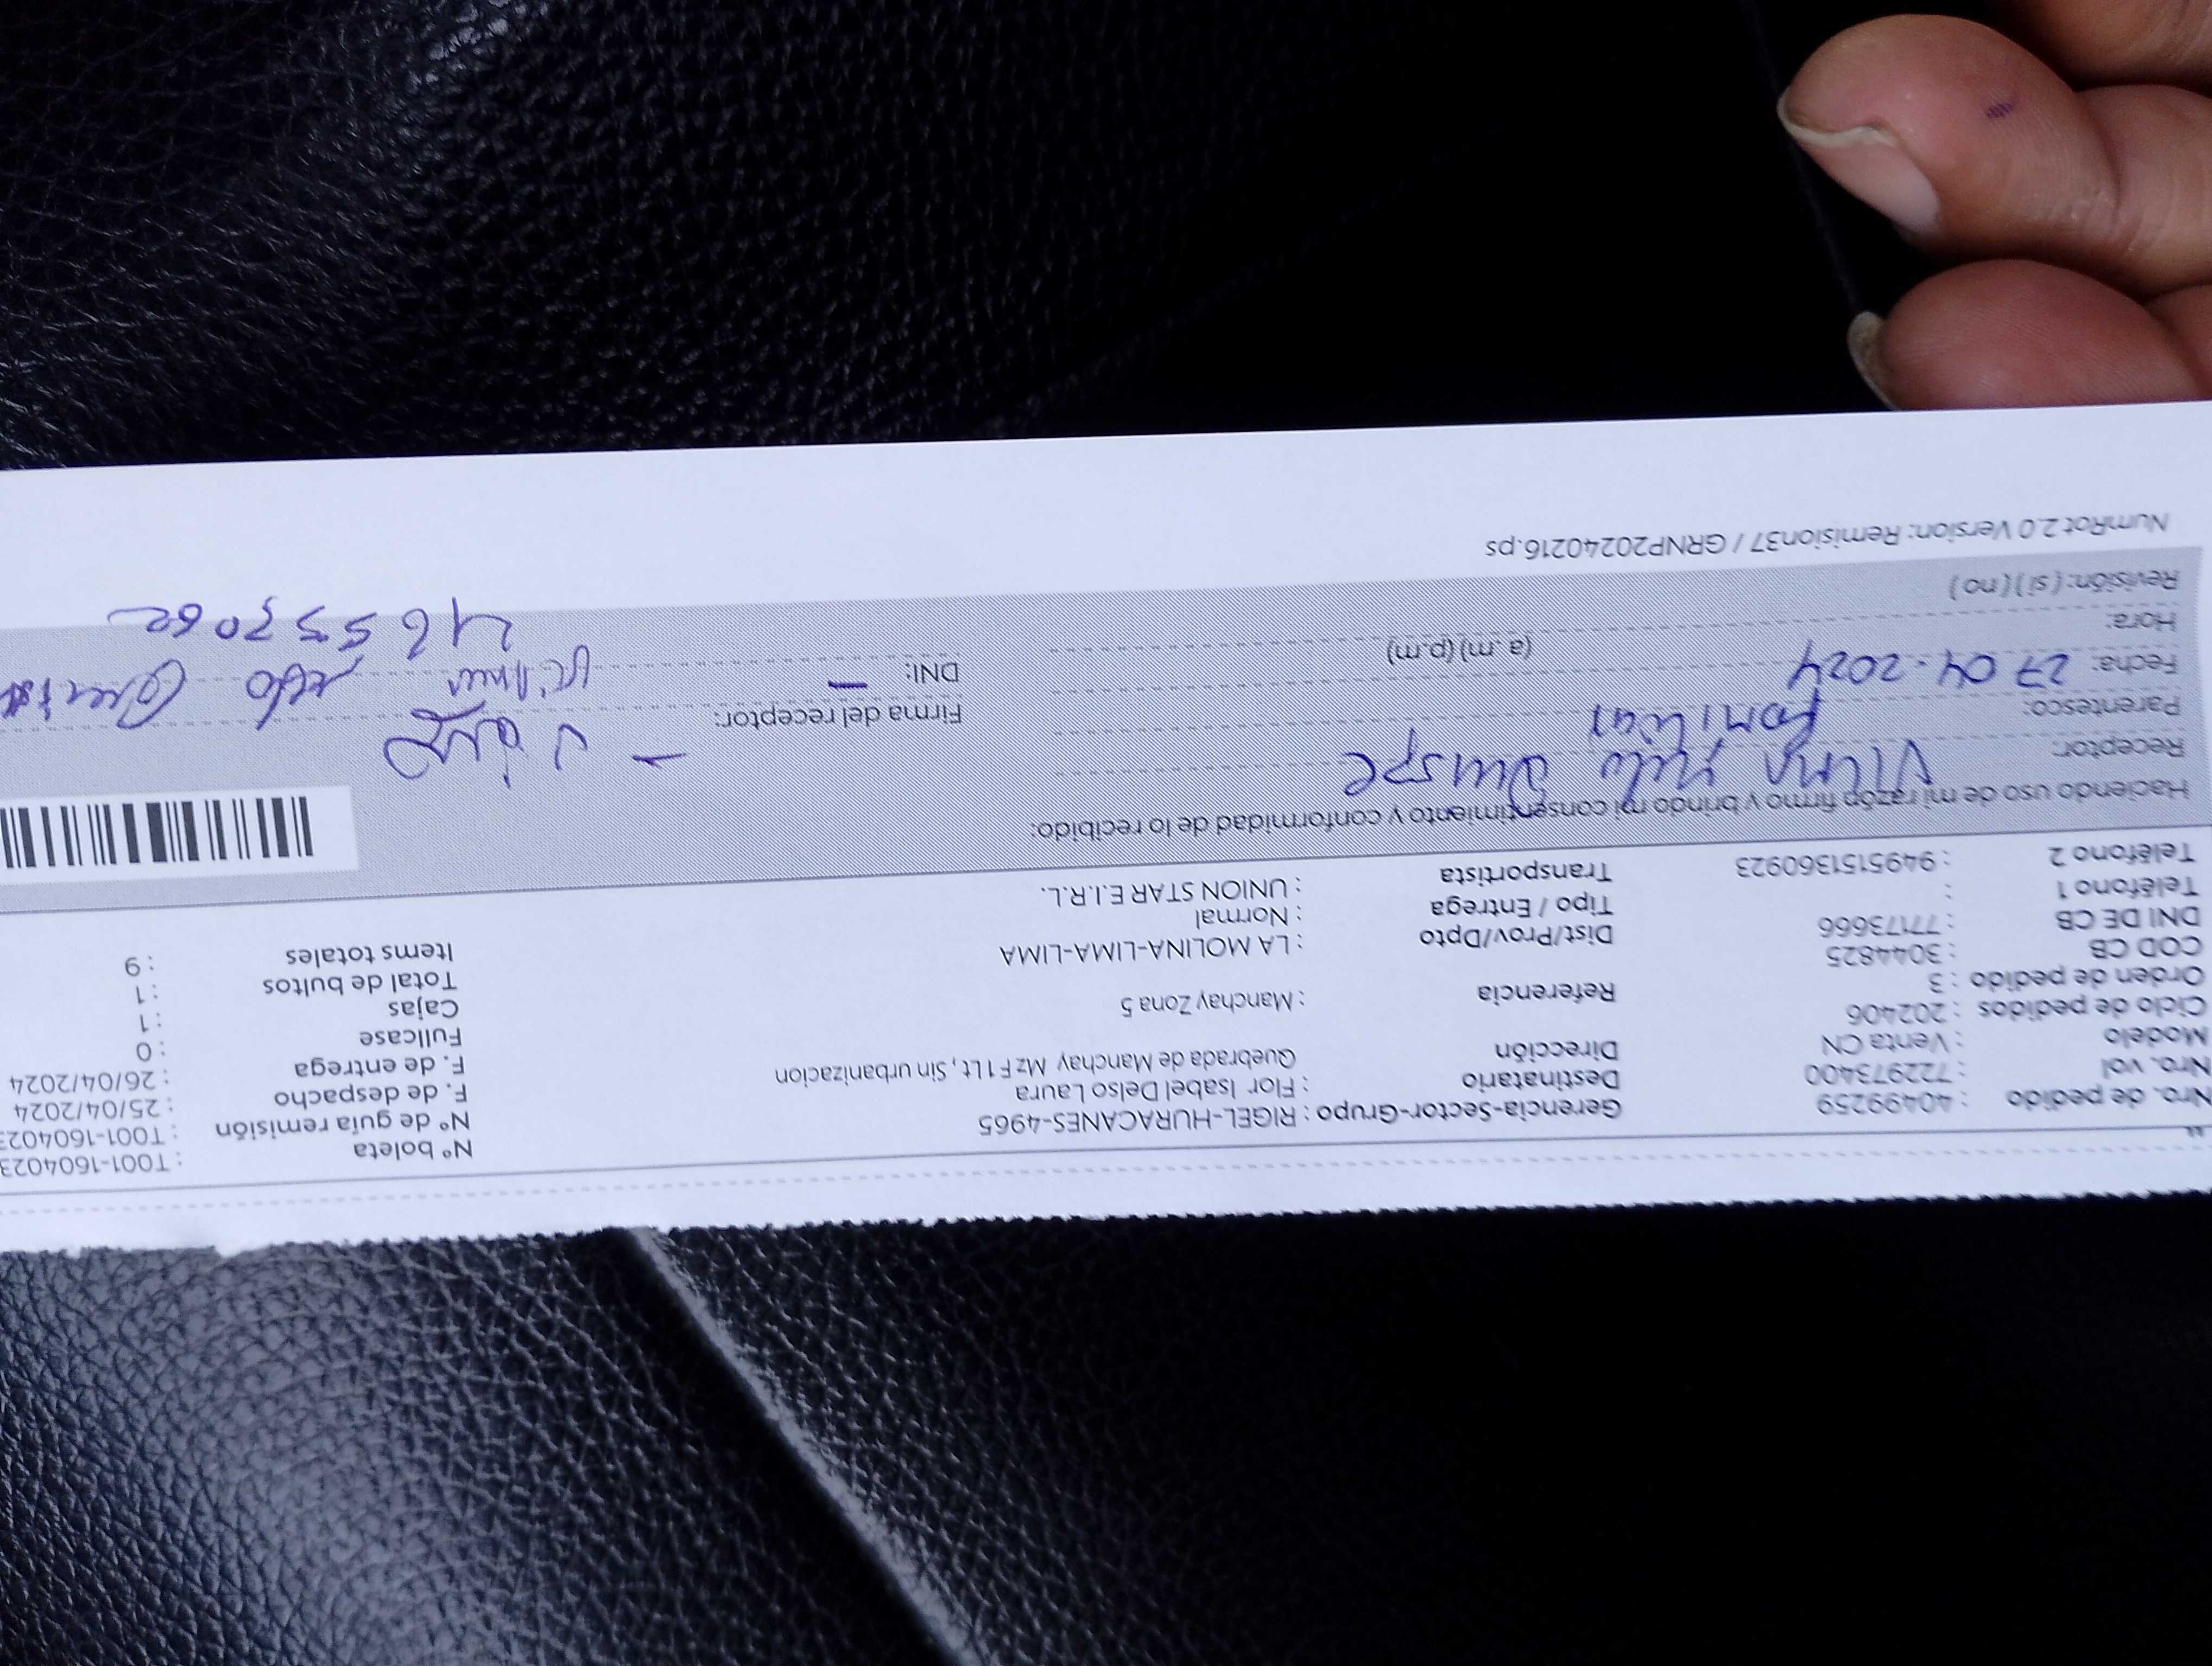 Nro. de pedido : 40499259
Nro. vol : 722973400
Modelo : Venta CN
Ciclo de pedidos : 202406
Orden de pedido : 3
COD CB : 3044825
DNI DE CB : 77173666
Teléfono 1 :
Teléfono 2 : 9495151360923
Gerencia-Sector-Grupo : RIGEL-HURACANES-4965
Destinatario : Flor Isabel Delso Laura
Dirección Quebrada de Manchay Mz F1 Lt , Sin urbanizacion
Referencia : Manchay Zona 5
Dist/Prov/Dpto : LA MOLINA-LIMA-LIMA
Tipo / Entrega : Normal
Transportista : UNION STAR E.I.R.L.
N° boleta : T001-1604023
N° de guía remisión : T001-1604023
F. de despacho : 25/04/2024
F. de entrega : 26/04/2024
Fullcase : 0
Cajas : 1
Total de bultos : 1
Items totales : 9
Haciendo uso de mi razón firmo y brindo mi consentimiento y conformidad de lo recibido:
Receptor: Vilma Quispe
Parentesco: Familiar
Fecha: 27 04 - 2024
Hora: (a. m) (p.m)
Revisión: ( si ) ( no )
Firma del receptor:
DNI:
NumRot 2.0 Version: Remision37 / GRNP20240216.ps